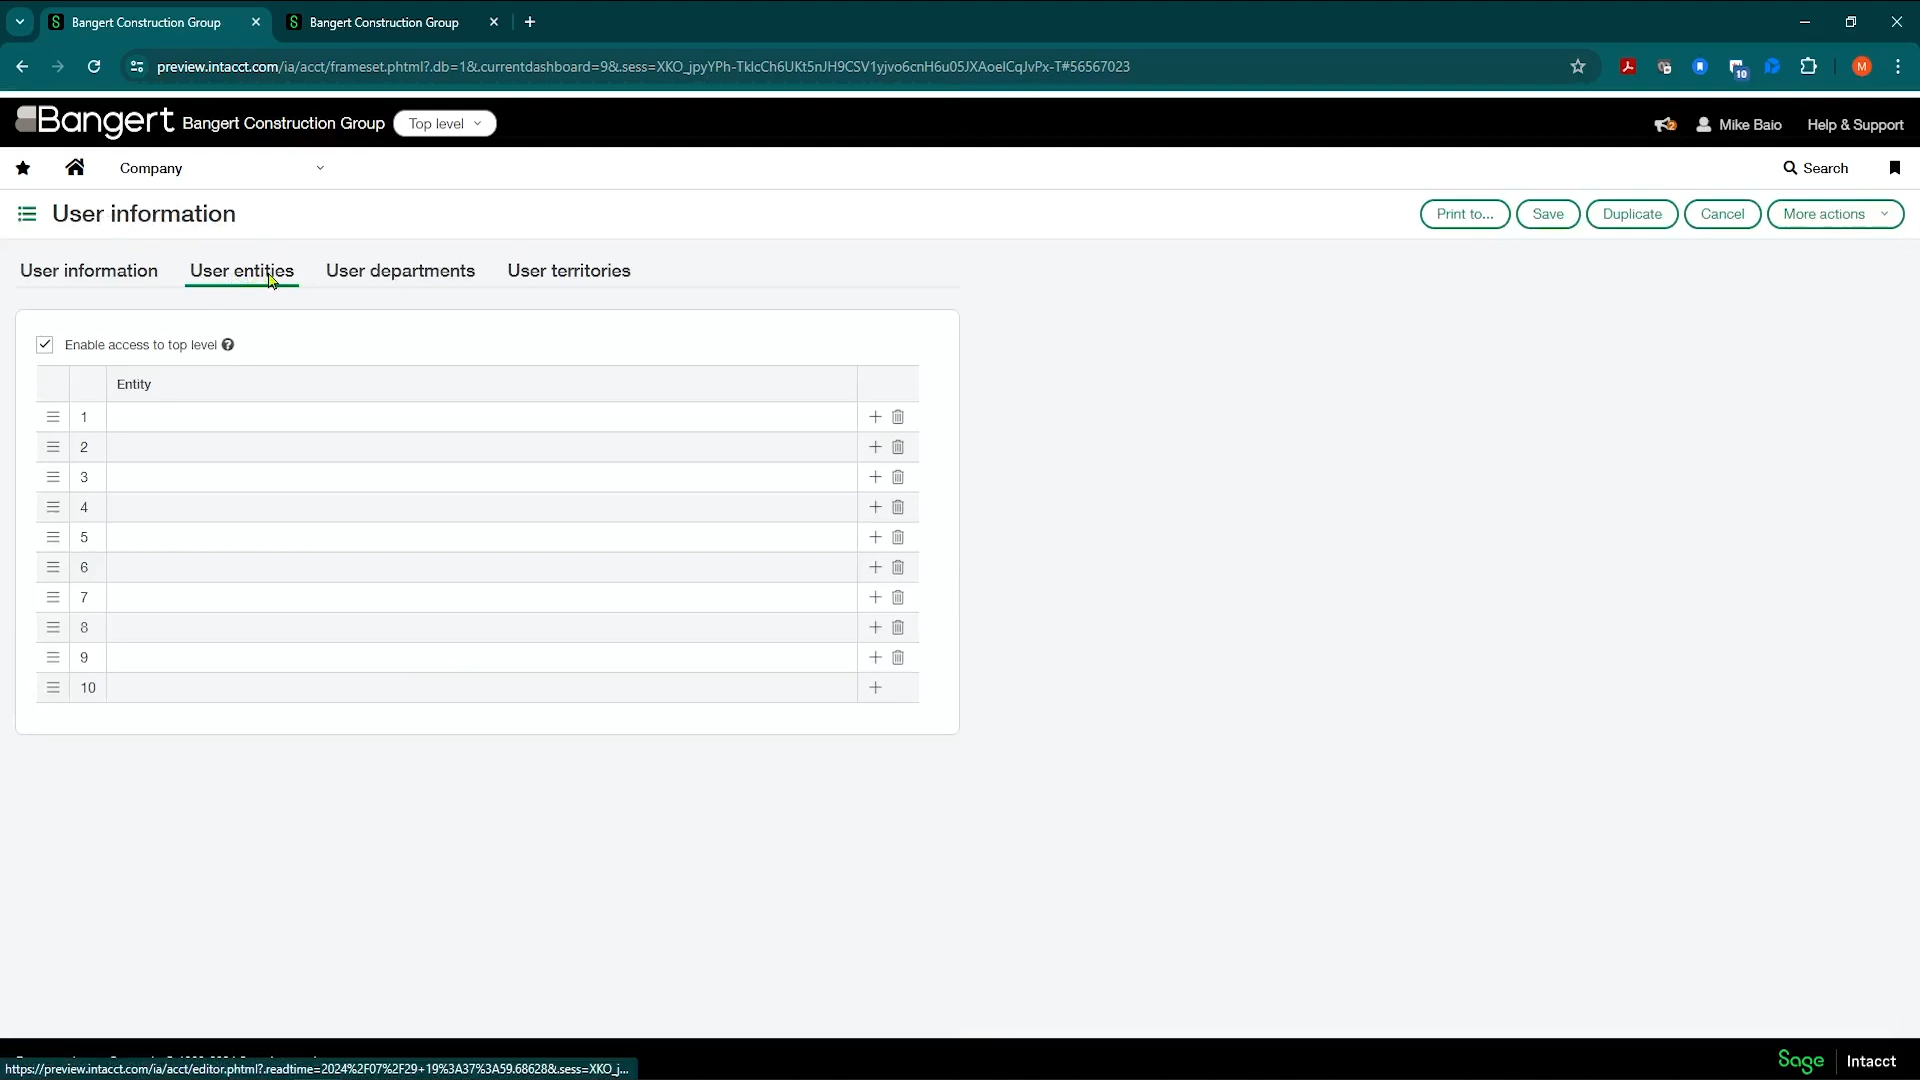 Bangert Construction Group
Bangert Construction Group
preview.intacct.com/ia/acct/frameset.phtml?.db=1&.currentdashboard=9&.sess=XKO_jpyYPh-TklcCh6UKt5nJH9CSV1yjvo6cnH6u05JXAoelCqJvPx-T#56567023
10
M
Bangert Bangert Construction Group Top level
2
Mike Baio Help & Support
Company
Search
User information
Print to... Save Duplicate Cancel More actions
User information User entities User departments User territories
Enable access to top level
Entity
1
2
3
4
5
6
7
8
9
10
https://preview.intacct.com/ia/acct/editor.phtml?.readtime=2024%2F07%2F29+19%3A37%3A59.68628&.sess=XKO_j...
Sage Intacct